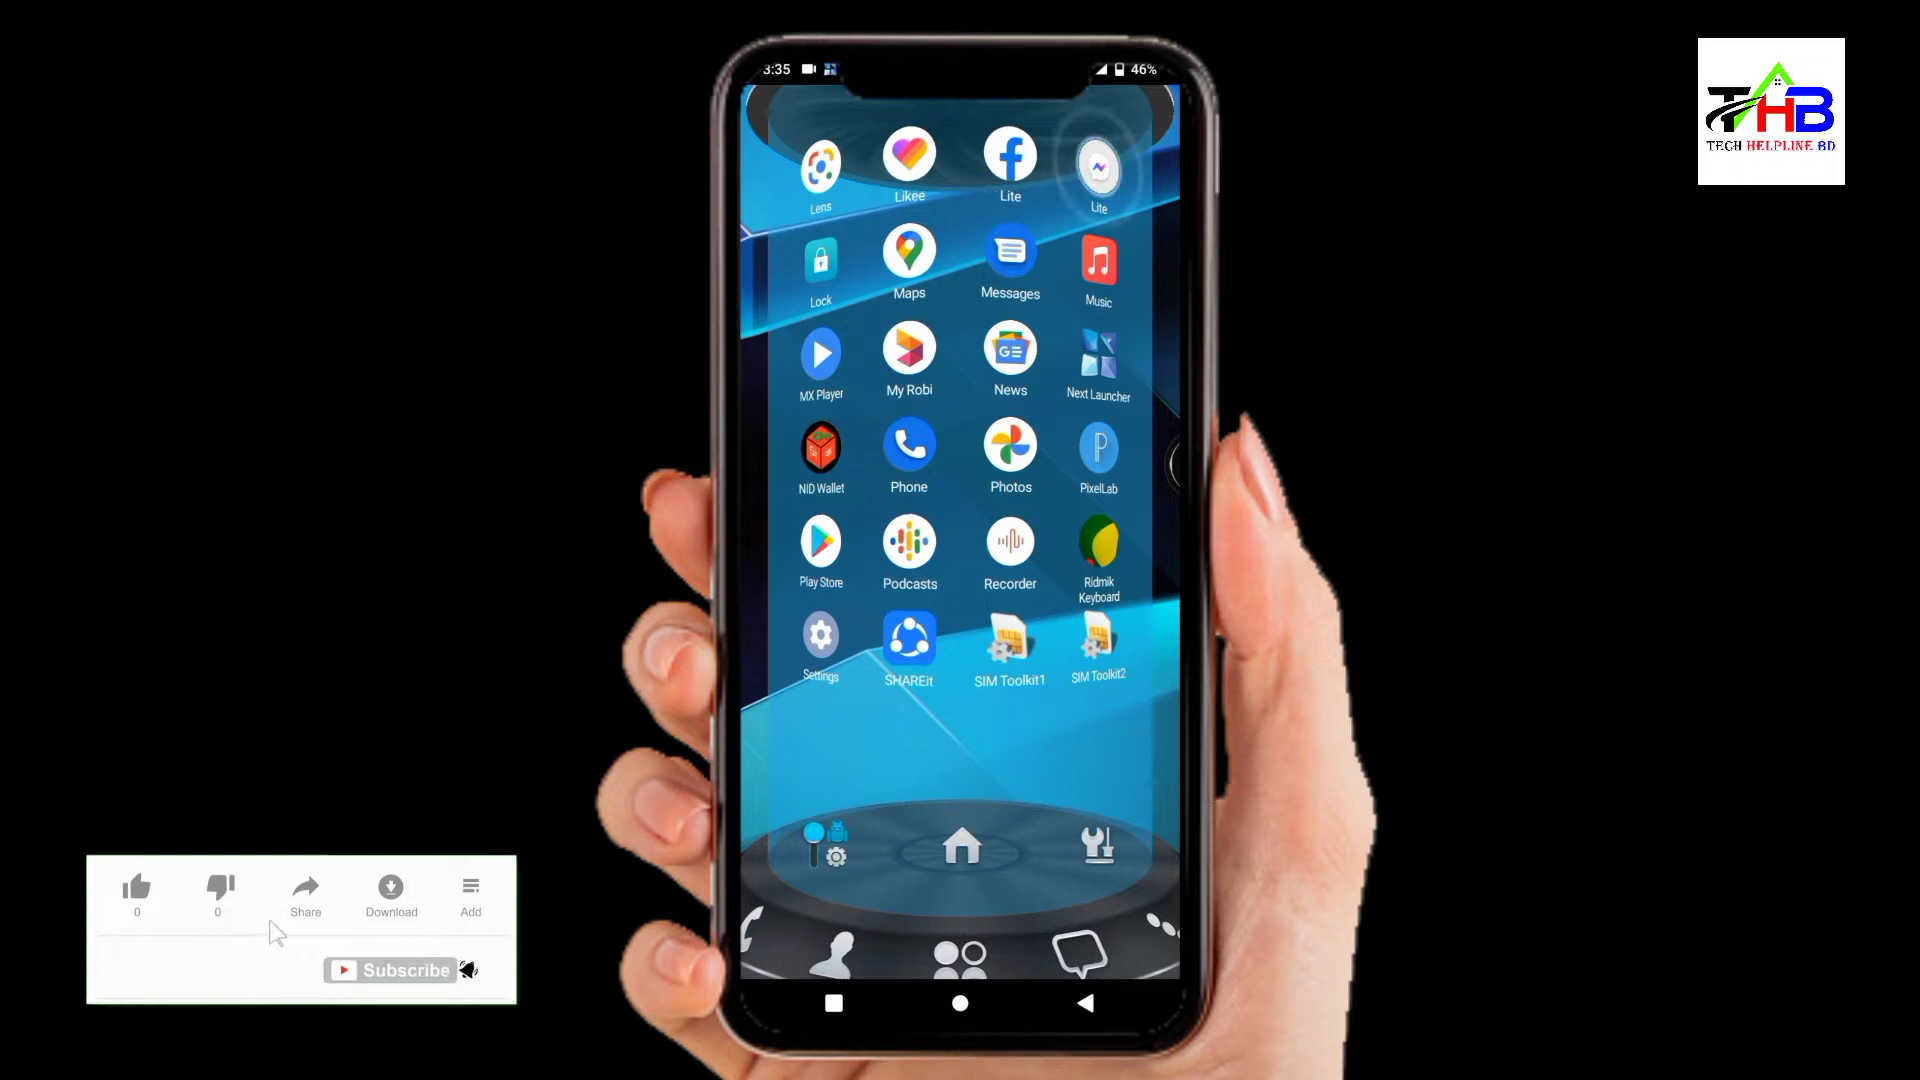 3:35
46%
THB
TECH HELPLINE BD
Lens
Likee
Lite
Lite
Lock
Maps
Messages
Music
MX Player
My Robi
News
Next Launcher
NID Wallet
Phone
Photos
PixelLab
Play Store
Podcasts
Recorder
Ridmik
Keyboard
Settings
SHAREit
SIM Toolkit1
SIM Toolkit2
0
0
Share
Download
Add
Subscribe